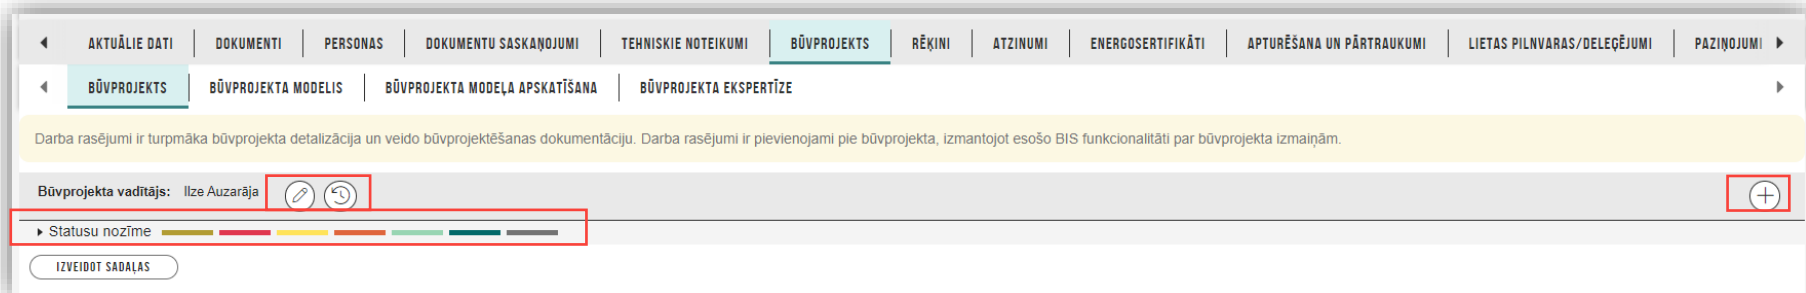 AKTUĀLIE DATI DOKUMENTI PERSONAS DOKUMENTU SASKAŅOJUMI TEHNISKIE NOTEIKUMI BŪVPROJEKTS RĒĶINI ATZINUMI ENERGOSERTIFIKĀTI APTURĒŠANA UN PĀRTRAUKUMI LIETAS PILNVARAS/DELEĢĒJUMI PAZIŅOJUMI
BŪVPROJEKTS BŪVPROJEKTA MODELIS BŪVPROJEKTA MODEĻA APSKATĪŠANA BŪVPROJEKTA EKSPERTĪZE
Darba rasējumi ir turpmāka būvprojekta detalizācija un veido būvprojektēšanas dokumentāciju. Darba rasējumi ir pievienojami pie būvprojekta, izmantojot esošo BIS funkcionalitāti par būvprojekta izmaiņām.
Būvprojekta vadītājs: Ilze Auzarāja
Statusu nozīme
IZVEIDOT SADAĻAS